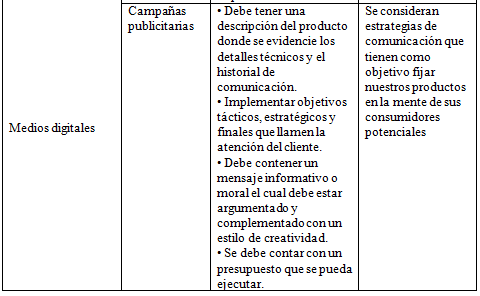 Medios digitales
Campañas
publicitarias
• Debe tener una
descripción del producto
donde se evidencie los
detalles técnicos y el
historial de
comunicación.
• Implementar objetivos
tácticos, estratégicos y
finales que llamen la
atención del cliente.
• Debe contener un
mensaje informativo o
moral el cual debe estar
argumentado y
complementado con un
estilo de creatividad.
• Se debe contar con un
presupuesto que se pueda
ejecutar.
Se consideran
estrategias de
comunicación que
tienen como
objetivo fijar
nuestros productos
en la mente de sus
consumidores
potenciales